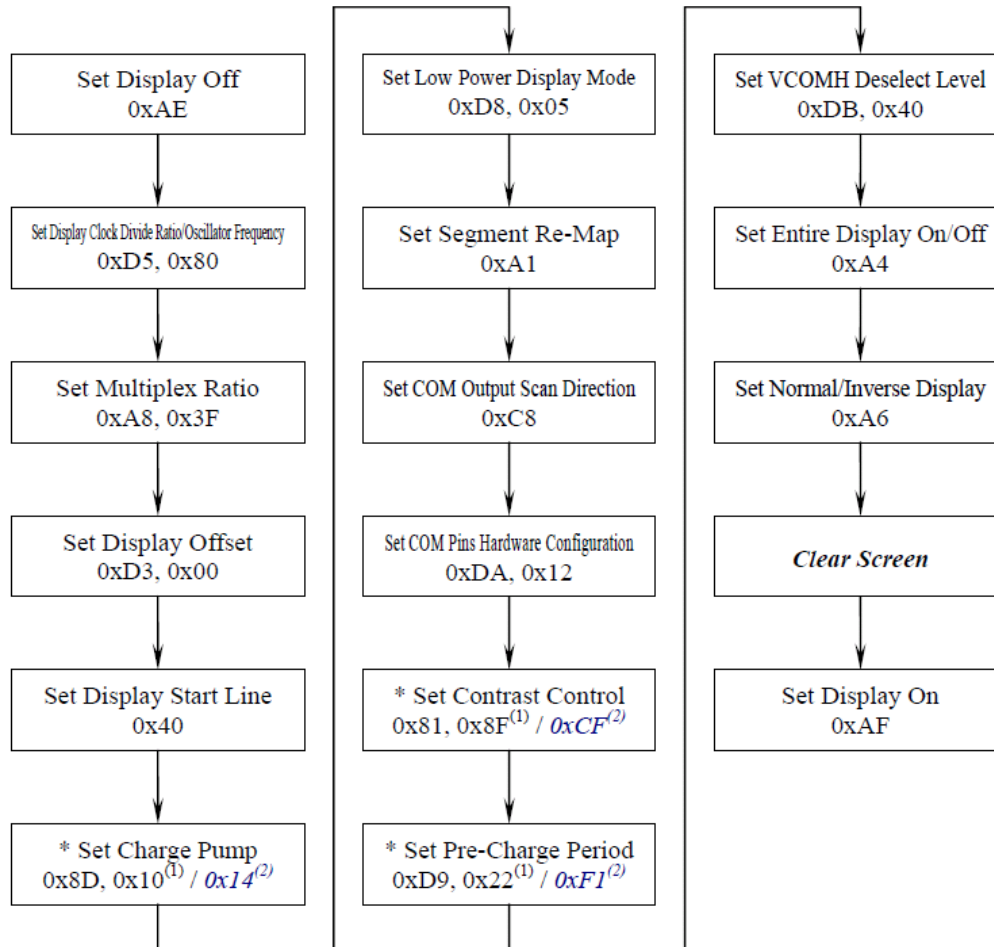 Set Display Off
0xAE
Set Display Clock Divide Ratio/Oscillator Frequency
0xD5, 0x80
Set Multiplex Ratio
0xA8, 0x3F
Set Display Offset
0xD3, 0x00
Set Display Start Line
0x40
* Set Charge Pump
0x8D, 0x10(1) / 0x14(2)
Set Low Power Display Mode
0xD8, 0x05
Set Segment Re-Map
0xA1
Set COM Output Scan Direction
0xC8
Set COM Pins Hardware Configuration
0xDA, 0x12
* Set Contrast Control
0x81, 0x8F(1) / 0xCF(2)
* Set Pre-Charge Period
0xD9, 0x22(1) / 0xF1(2)
Set VCOMH Deselect Level
0xDB, 0x40
Set Entire Display On/Off
0xA4
Set Normal/Inverse Display
0xA6
Clear Screen
Set Display On
0xAF